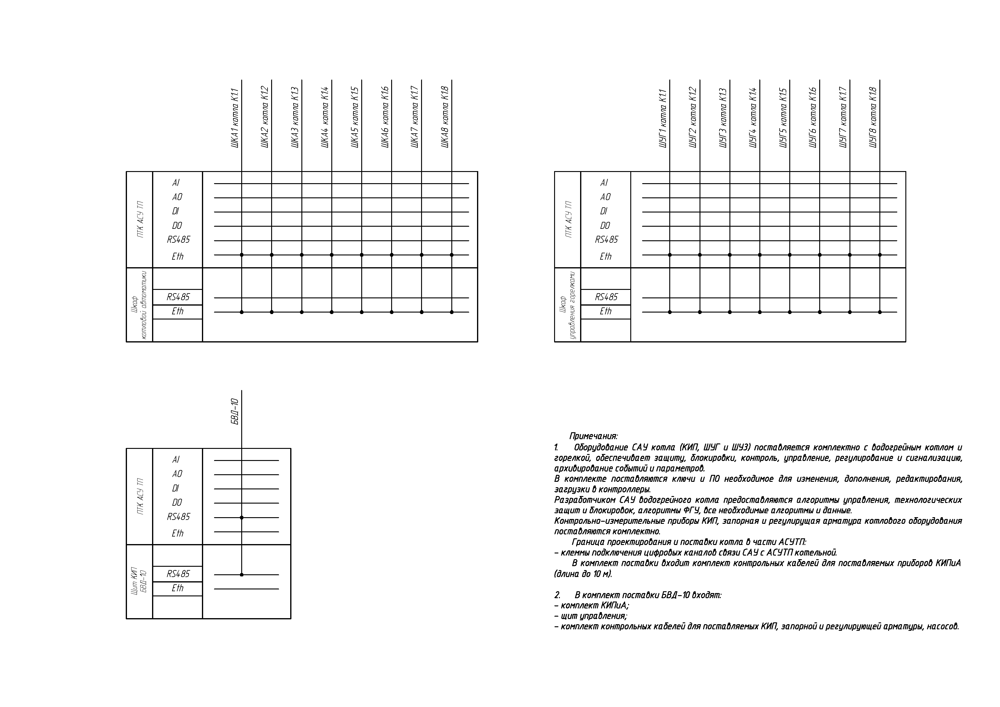 ШКА1 котла К1.1
ШКА2 котла К1.2
ШКА3 котла К1.3
ШКА4 котла К1.4
ШКА5 котла К1.5
ШКА6 котла К1.6
ШКА7 котла К1.7
ШКА8 котла К1.8
ПТК АСУ ТП
AI
AO
DI
DO
RS485
Eth
Шкаф
котловой автоматики
RS485
Eth
ШУГ1 котла К1.1
ШУГ2 котла К1.2
ШУГ3 котла К1.3
ШУГ4 котла К1.4
ШУГ5 котла К1.5
ШУГ6 котла К1.6
ШУГ7 котла К1.7
ШУГ8 котла К1.8
ПТК АСУ ТП
AI
AO
DI
DO
RS485
Eth
Шкаф
управления горелками
RS485
Eth
БВД-10
ПТК АСУ ТП
AI
AO
DI
DO
RS485
Eth
Щит КИП
БВД-10
RS485
Eth
Примечания:
1. Оборудование САУ котла (КИП, ШУГ и ШУЗ) поставляется комплектно с водогрейным котлом и
горелкой, обеспечивает защиту, блокировки, контроль, управление, регулирование и сигнализацию,
архивирование событий и параметров.
В комплекте поставляются ключи и ПО необходимое для изменения, дополнения, редактирования,
загрузки в контроллеры.
Разработчиком САУ водогрейного котла предоставляются алгоритмы управления, технологических
защит и блокировок, алгоритмы ФГУ, все необходимые алгоритмы и данные.
Контрольно-измерительные приборы КИП, запорная и регулирущая арматура котлового оборудования
поставляются комплектно.
Граница проектирования и поставки котла в части АСУТП:
- клеммы подключения цифровых каналов связи САУ с АСУТП котельной.
В комплект поставки входит комплект контрольных кабелей для поставляемых приборов КИПиА
(длина до 10 м).
2. В комплект поставки БВД-10 входят:
- комплект КИПиА;
- щит управления;
- комплект контрольных кабелей для поставляемых КИП, запорной и регулирующей арматуры, насосов.